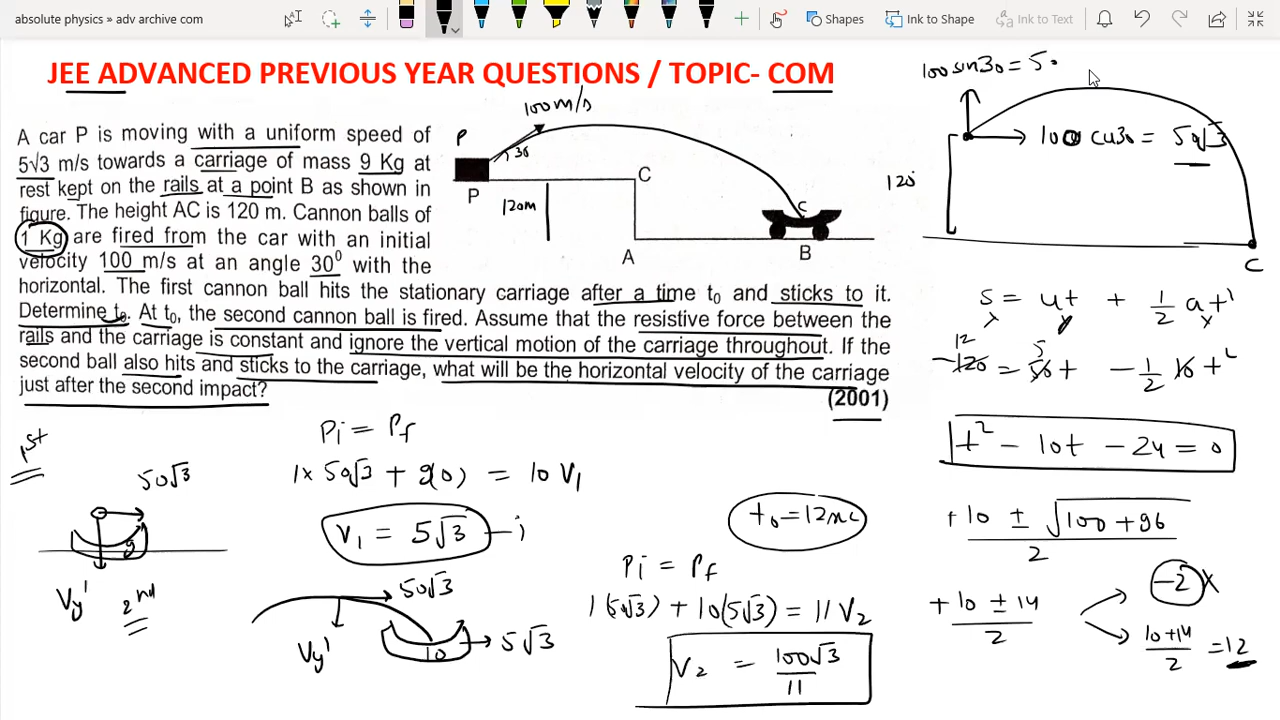 absolute physics » adv archive com
Shapes
Ink to Shape
Ink to Text
JEE ADVANCED PREVIOUS YEAR QUESTIONS / TOPIC- COM
A car P is moving with a uniform speed of
5√3 m/s towards a carriage of mass 9 Kg at
rest kept on the rails at a point B as shown in
figure. The height AC is 120 m. Cannon balls of
1 Kg are fired from the car with an initial
velocity 100 m/s at an angle 30⁰ with the
horizontal. The first cannon ball hits the stationary carriage after a time t₀ and sticks to it.
Determine t₀. At t₀, the second cannon ball is fired. Assume that the resistive force between the
rails and the carriage is constant and ignore the vertical motion of the carriage throughout. If the
second ball also hits and sticks to the carriage, what will be the horizontal velocity of the carriage
just after the second impact?
(2001)
100 m/s
P
30
P
C
120m
C
A
B
100 sin30 = 50
100 cos30 = 50√3
120
C
s = ut + 1/2 at²
12 5
-120 = 50t - 1/2 10 t²
t² - 10t - 24 = 0
+10 ± √100+96
2
+10 ± 14
2
-2 x
10+14
2
= 12
1st
50√3
9
Vy'
2nd
Pi = Pf
1x 50√3 + 9(0) = 10 V₁
V₁ = 5√3 - i
50√3
Vy'
10
5√3
t₀ = 12sec
Pi = Pf
1(50√3) + 10(5√3) = 11V₂
V₂ = 100√3
11